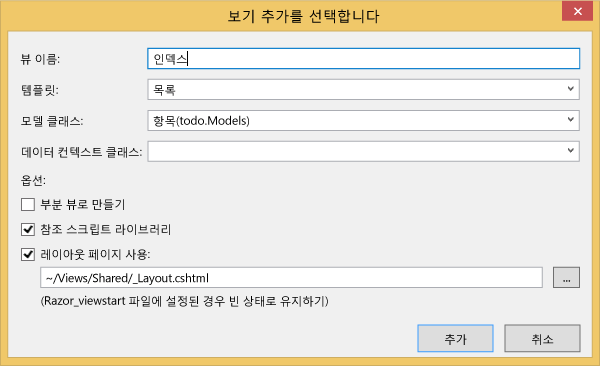 보기 추가를 선택합니다
뷰 이름: 인덱스
템플릿: 목록
모델 클래스: 항목(todo.Models)
데이터 컨텍스트 클래스:
옵션:
부분 뷰로 만들기
참조 스크립트 라이브러리
레이아웃 페이지 사용:
~/Views/Shared/_Layout.cshtml ...
(Razor_viewstart 파일에 설정된 경우 빈 상태로 유지하기)
추가 취소